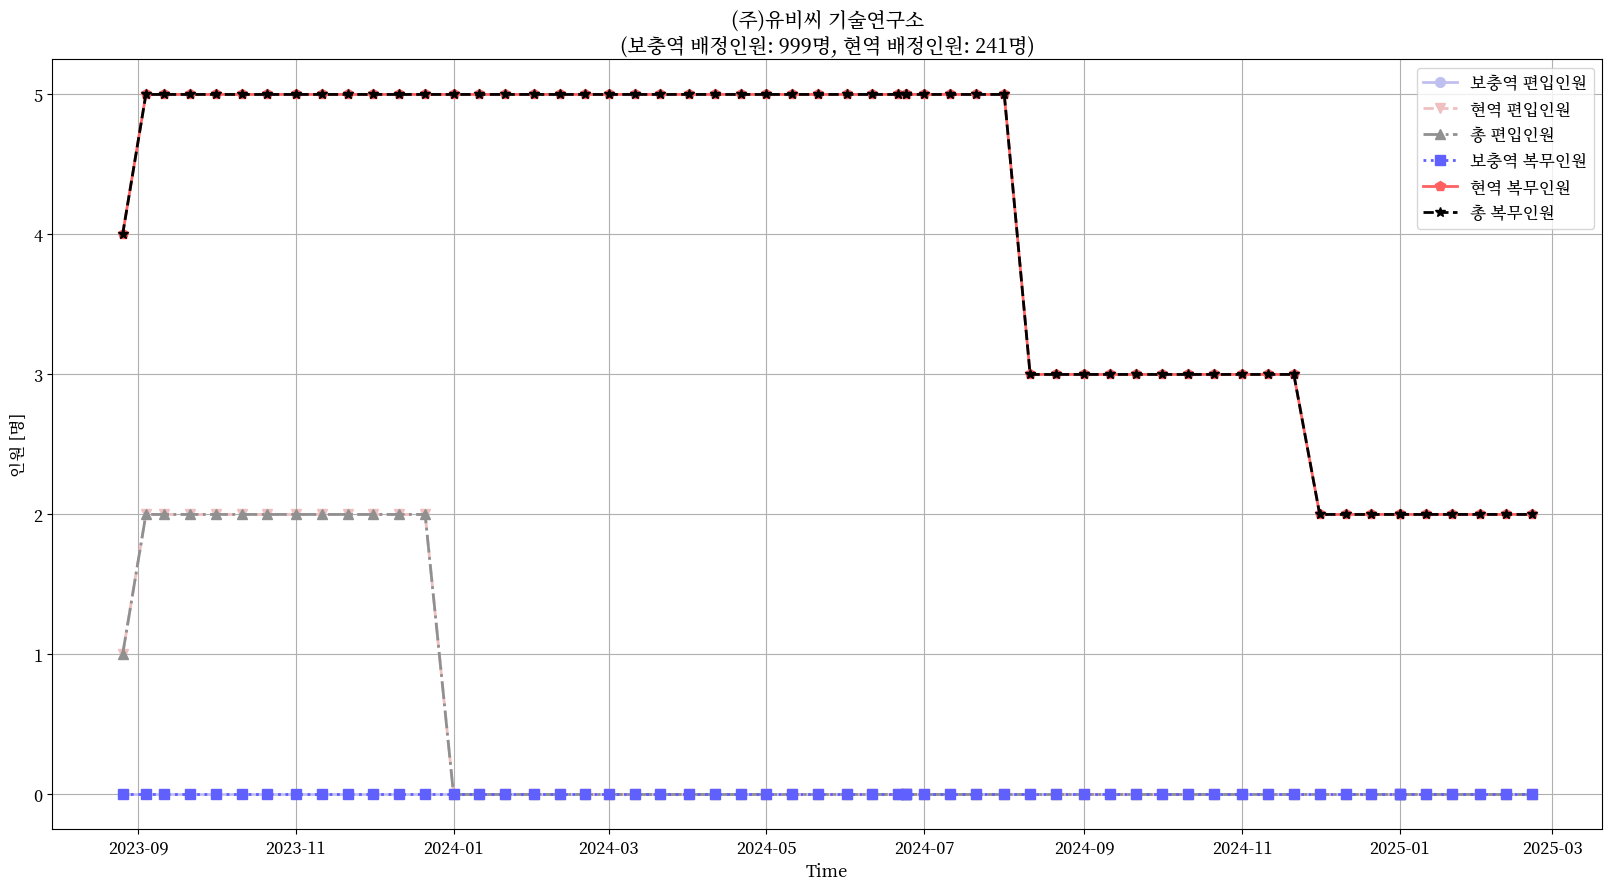 (주)유비씨 기술연구소
(보충역 배정인원: 999명, 현역 배정인원: 241명)
보충역 편입인원
현역 편입인원
총 편입인원
보충역 복무인원
현역 복무인원
총 복무인원
인원 [명]
5
4
3
2
1
0
2023-09 2023-11 2024-01 2024-03 2024-05 2024-07 2024-09 2024-11 2025-01 2025-03
Time